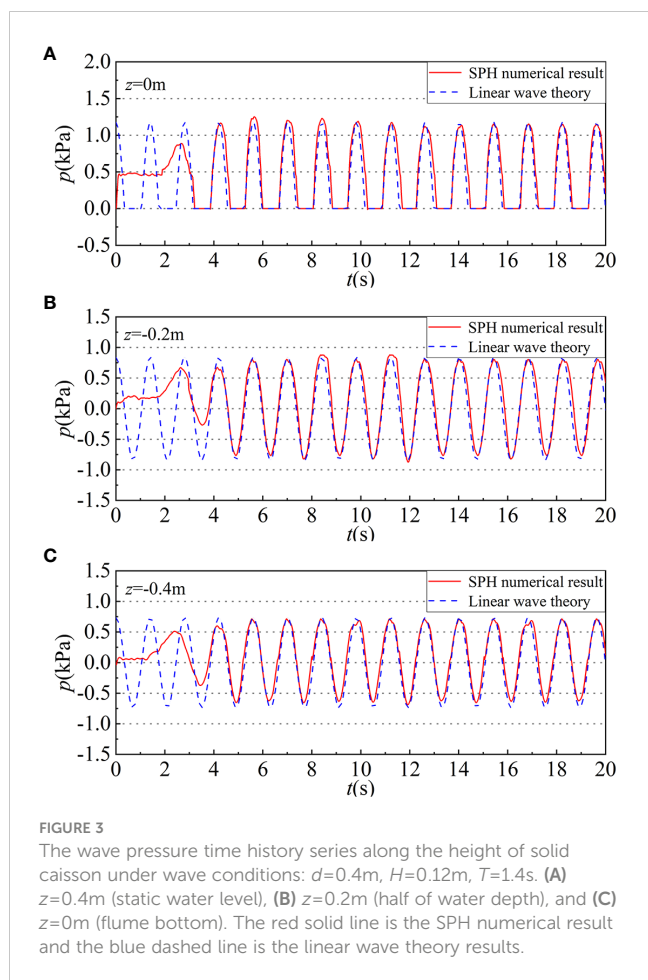 A
2.0
1.5
1.0
0.5
0.0
-0.5
p(kPa)
z=0m
SPH numerical result
Linear wave theory
0 2 4 6 8 10 12 14 16 18 20
t(s)
B
1.5
1.0
0.5
0.0
-0.5
-1.0
-1.5
p(kPa)
z=-0.2m
SPH numerical result
Linear wave theory
0 2 4 6 8 10 12 14 16 18 20
t(s)
C
1.5
1.0
0.5
0.0
-0.5
-1.0
-1.5
p(kPa)
z=-0.4m
SPH numerical result
Linear wave theory
0 2 4 6 8 10 12 14 16 18 20
t(s)
FIGURE 3
The wave pressure time history series along the height of solid
caisson under wave conditions: d=0.4m, H=0.12m, T=1.4s. (A)
z=0.4m (static water level), (B) z=0.2m (half of water depth), and (C)
z=0m (flume bottom). The red solid line is the SPH numerical result
and the blue dashed line is the linear wave theory results.